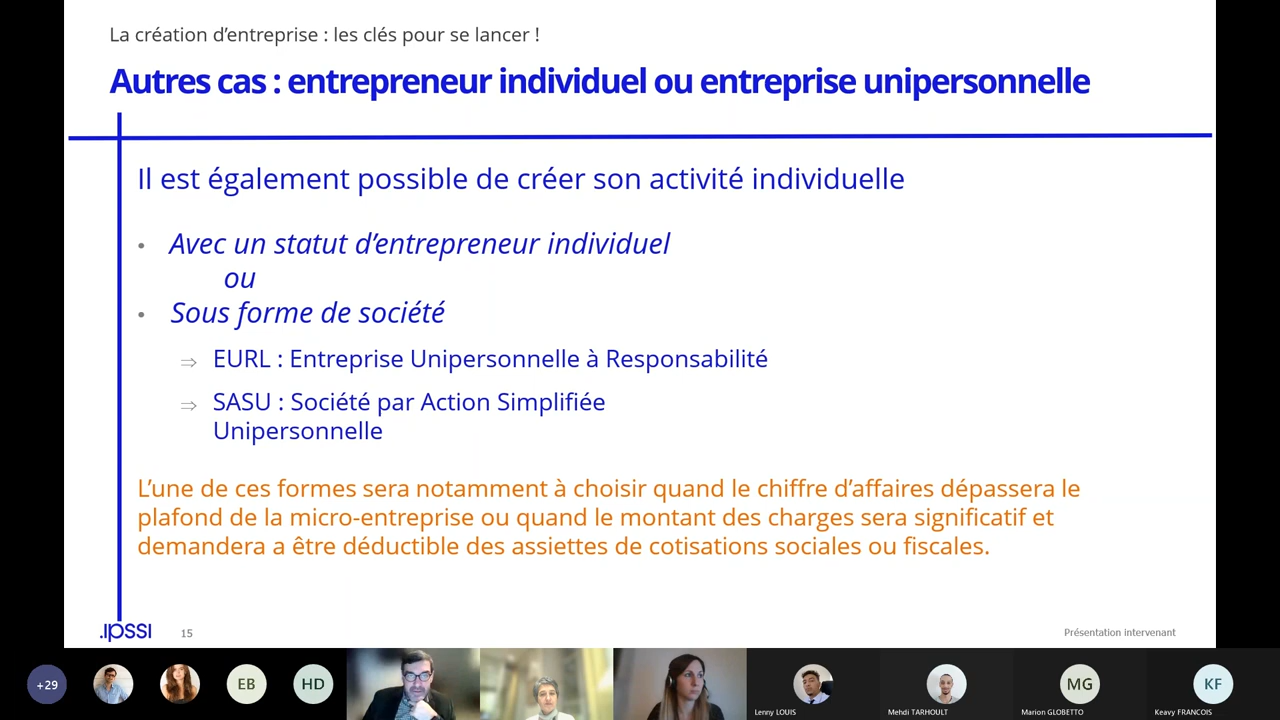 La création d'entreprise : les clés pour se lancer !
Autres cas : entrepreneur individuel ou entreprise unipersonnelle
Il est également possible de créer son activité individuelle
• Avec un statut d'entrepreneur individuel
ou
• Sous forme de société
⇒ EURL : Entreprise Unipersonnelle à Responsabilité
⇒ SASU : Société par Action Simplifiée
Unipersonnelle
L'une de ces formes sera notamment à choisir quand le chiffre d'affaires dépassera le
plafond de la micro-entreprise ou quand le montant des charges sera significatif et
demandera a être déductible des assiettes de cotisations sociales ou fiscales.
.IPSSI
15
Présentation intervenant
+29
EB
HD
MG
KF
Lenny LOUIS
Mehdi TARHOULT
Marion GLOBETTO
Keavy FRANCOIS